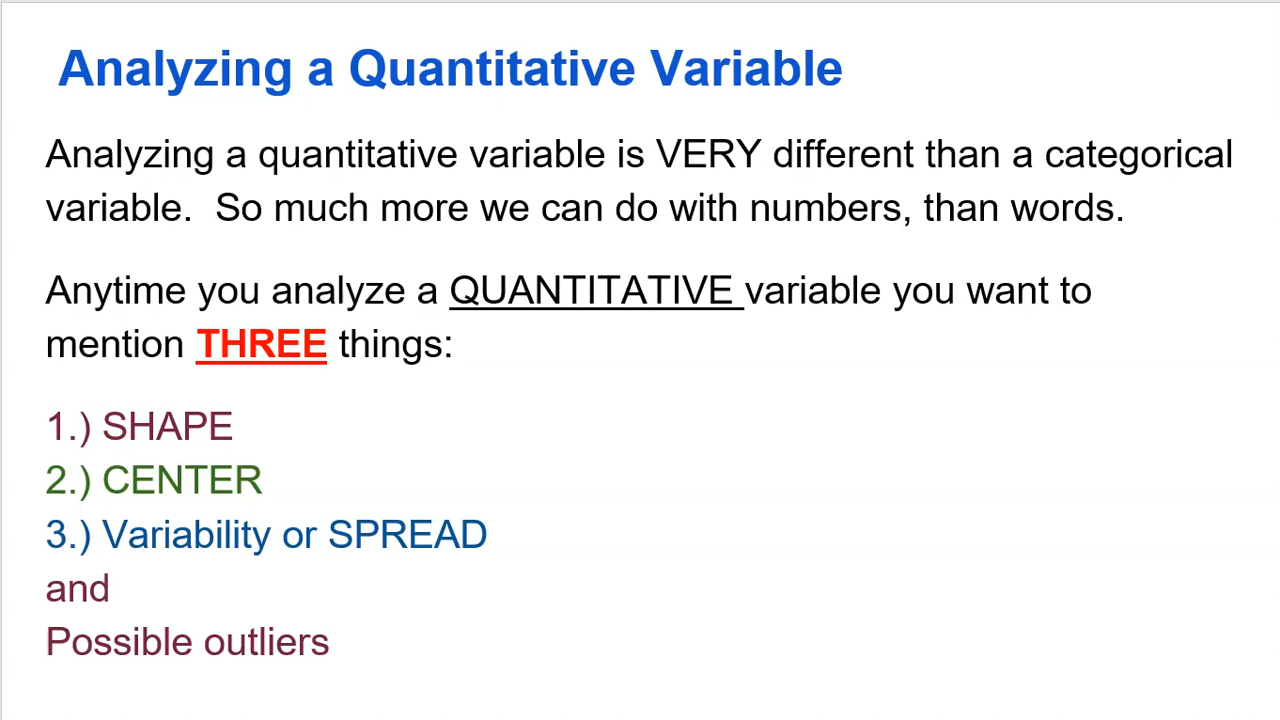 Analyzing a Quantitative Variable
Analyzing a quantitative variable is VERY different than a categorical
variable.  So much more we can do with numbers, than words.
Anytime you analyze a QUANTITATIVE variable you want to
mention THREE things:
1.) SHAPE
2.) CENTER
3.) Variability or SPREAD
and
Possible outliers